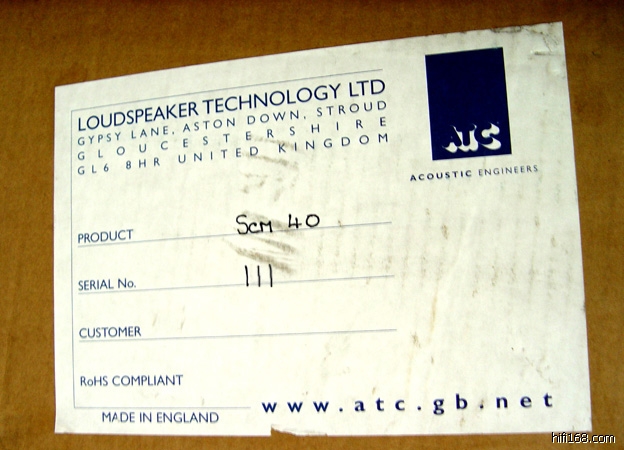 LOUDSPEAKER TECHNOLOGY LTD
GYPSY LANE, ASTON DOWN, STROUD
GLOUCESTERSHIRE
GL6 8HR UNITED KINGDOM
ATC
ACOUSTIC ENGINEERS
PRODUCT Scm 40
SERIAL No. 111
CUSTOMER
RoHS COMPLIANT
MADE IN ENGLAND
www.atc.gb.net
hifi168.com